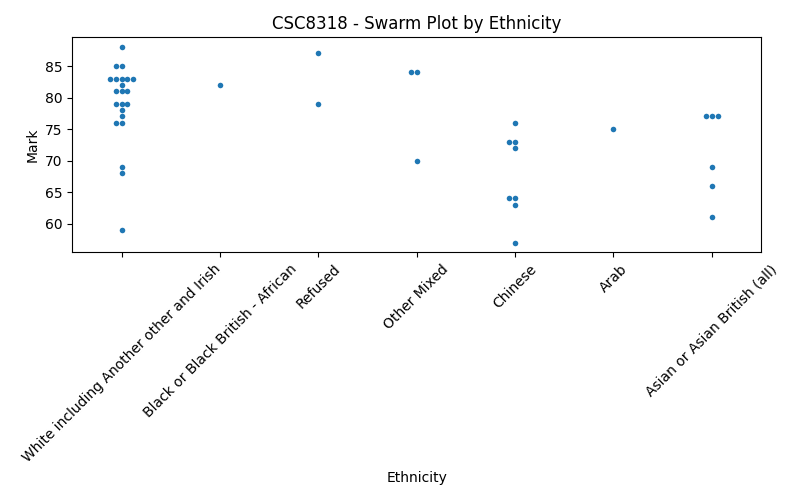 CSC8318 - Swarm Plot by Ethnicity
Mark
85
80
75
70
65
60
White including Another other and Irish
Black or Black British - African
Refused
Other Mixed
Chinese
Arab
Asian or Asian British (all)
Ethnicity